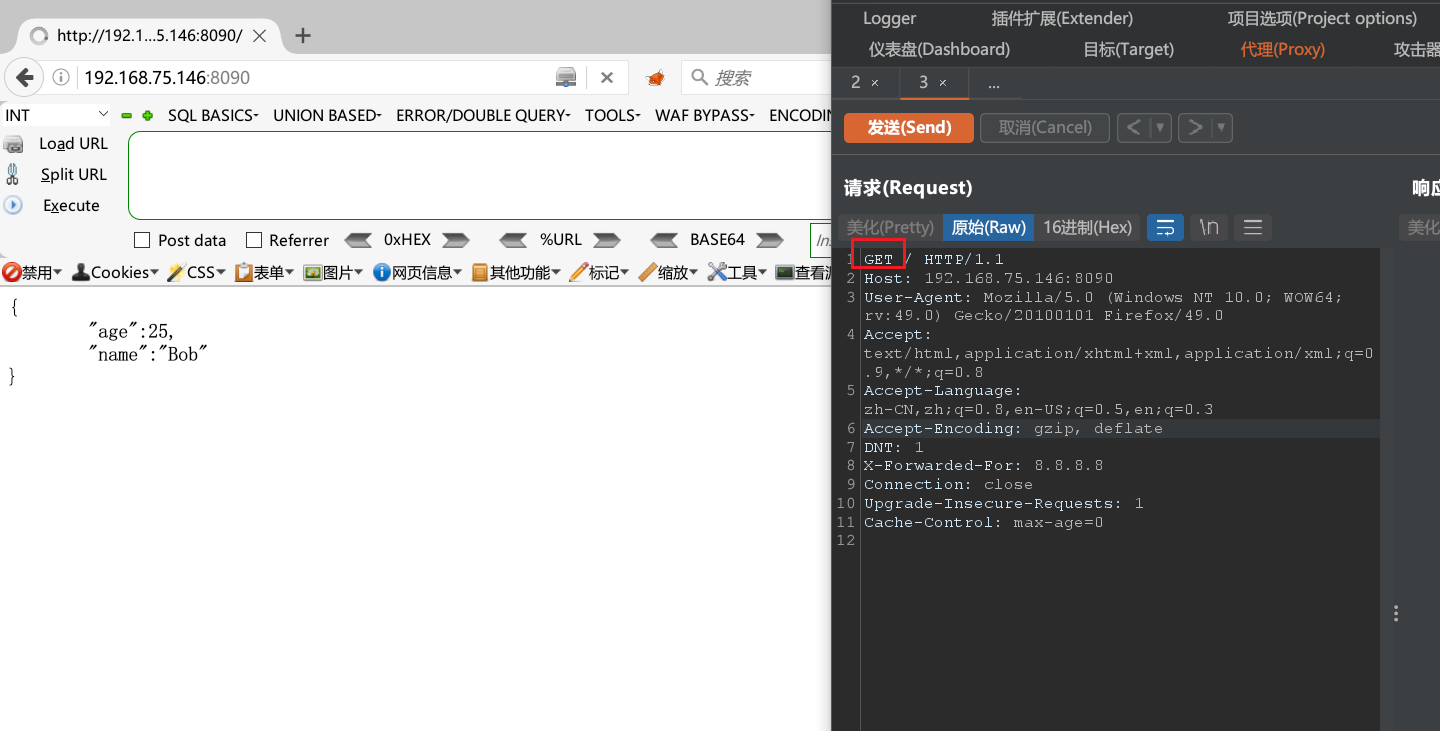 http://192.1...5.146:8090/
192.168.75.146:8090
搜索
INT
SQL BASICS
UNION BASED
ERROR/DOUBLE QUERY
TOOLS
WAF BYPASS
ENCODIN
Load URL
Split URL
Execute
Post data
Referrer
0xHEX
%URL
BASE64
Ins
禁用
Cookies
CSS
表单
图片
网页信息
其他功能
标记
缩放
工具
查看源
{
"age":25,
"name":"Bob"
}
Logger
插件扩展(Extender)
项目选项(Project options)
仪表盘(Dashboard)
目标(Target)
代理(Proxy)
攻击器
2 ×
3 ×
...
发送(Send)
取消(Cancel)
< ▼
> ▼
请求(Request)
响应
美化(Pretty)
原始(Raw)
16进制(Hex)
\n
美化
1 GET / HTTP/1.1
2 Host: 192.168.75.146:8090
3 User-Agent: Mozilla/5.0 (Windows NT 10.0; WOW64;
rv:49.0) Gecko/20100101 Firefox/49.0
4 Accept:
text/html,application/xhtml+xml,application/xml;q=0
.9,*/*;q=0.8
5 Accept-Language:
zh-CN,zh;q=0.8,en-US;q=0.5,en;q=0.3
6 Accept-Encoding: gzip, deflate
7 DNT: 1
8 X-Forwarded-For: 8.8.8.8
9 Connection: close
10 Upgrade-Insecure-Requests: 1
11 Cache-Control: max-age=0
12